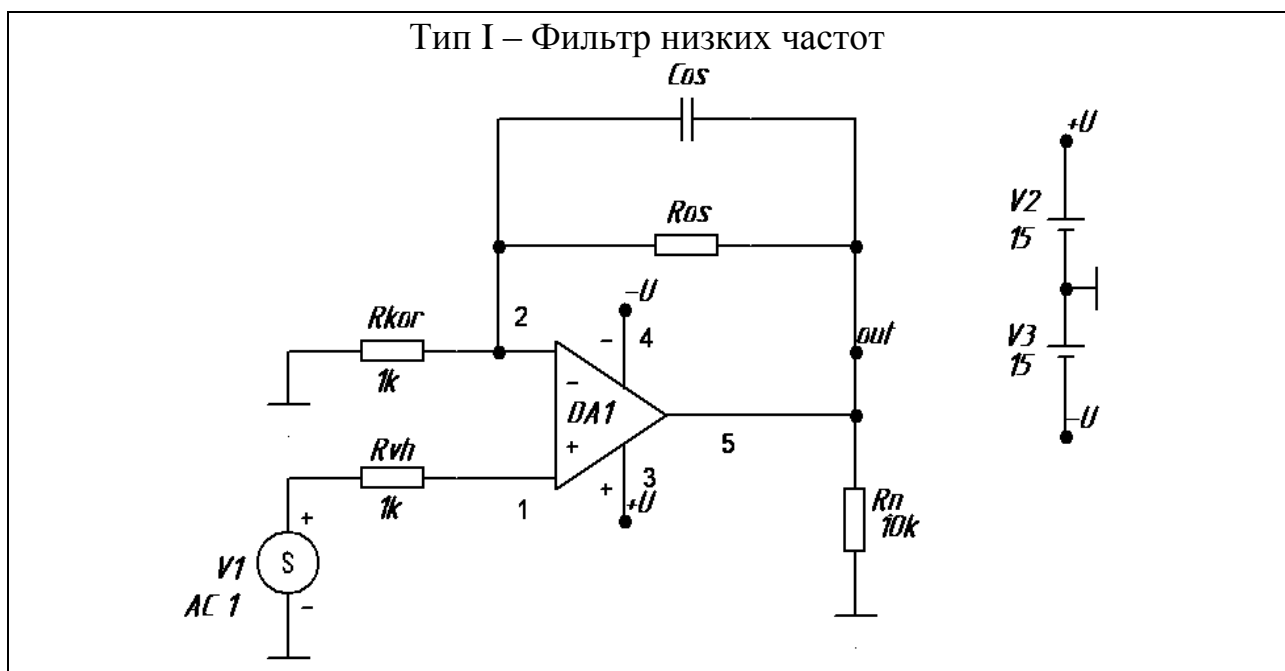 Тип I – Фильтр низких частот
Cos
+U
V2
15
Ros
-U
Rkor
2
4
-
out
V3
15
1k
-
DA1
+
5
-U
Rvh
3
+
+U
1k
1
Rn
10k
+
V1
S
AC 1
-